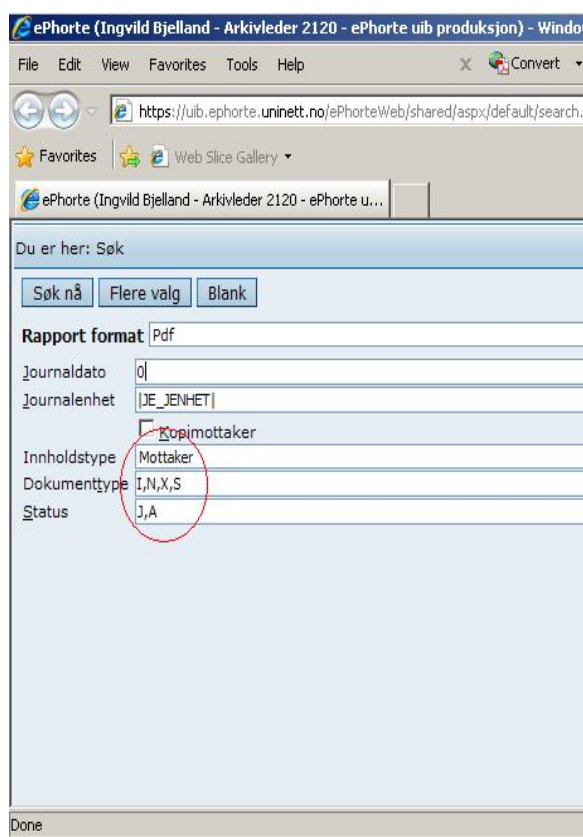 ePhorte (Ingvild Bjelland - Arkivleder 2120 - ePhorte uib produksjon) - Windo
File Edit View Favorites Tools Help X Convert
https://uib.ephorte.uninett.no/ePhorteWeb/shared/aspx/default/search.
Favorites Web Slice Gallery
ePhorte (Ingvild Bjelland - Arkivleder 2120 - ePhorte u...
Du er her: Søk
Søk nå Flere valg Blank
Rapport format Pdf
Journaldato 0
Journalenhet |JE_JENHET|
Kopimottaker
Innholdstype Mottaker
Dokumenttype I,N,X,S
Status J,A
Done